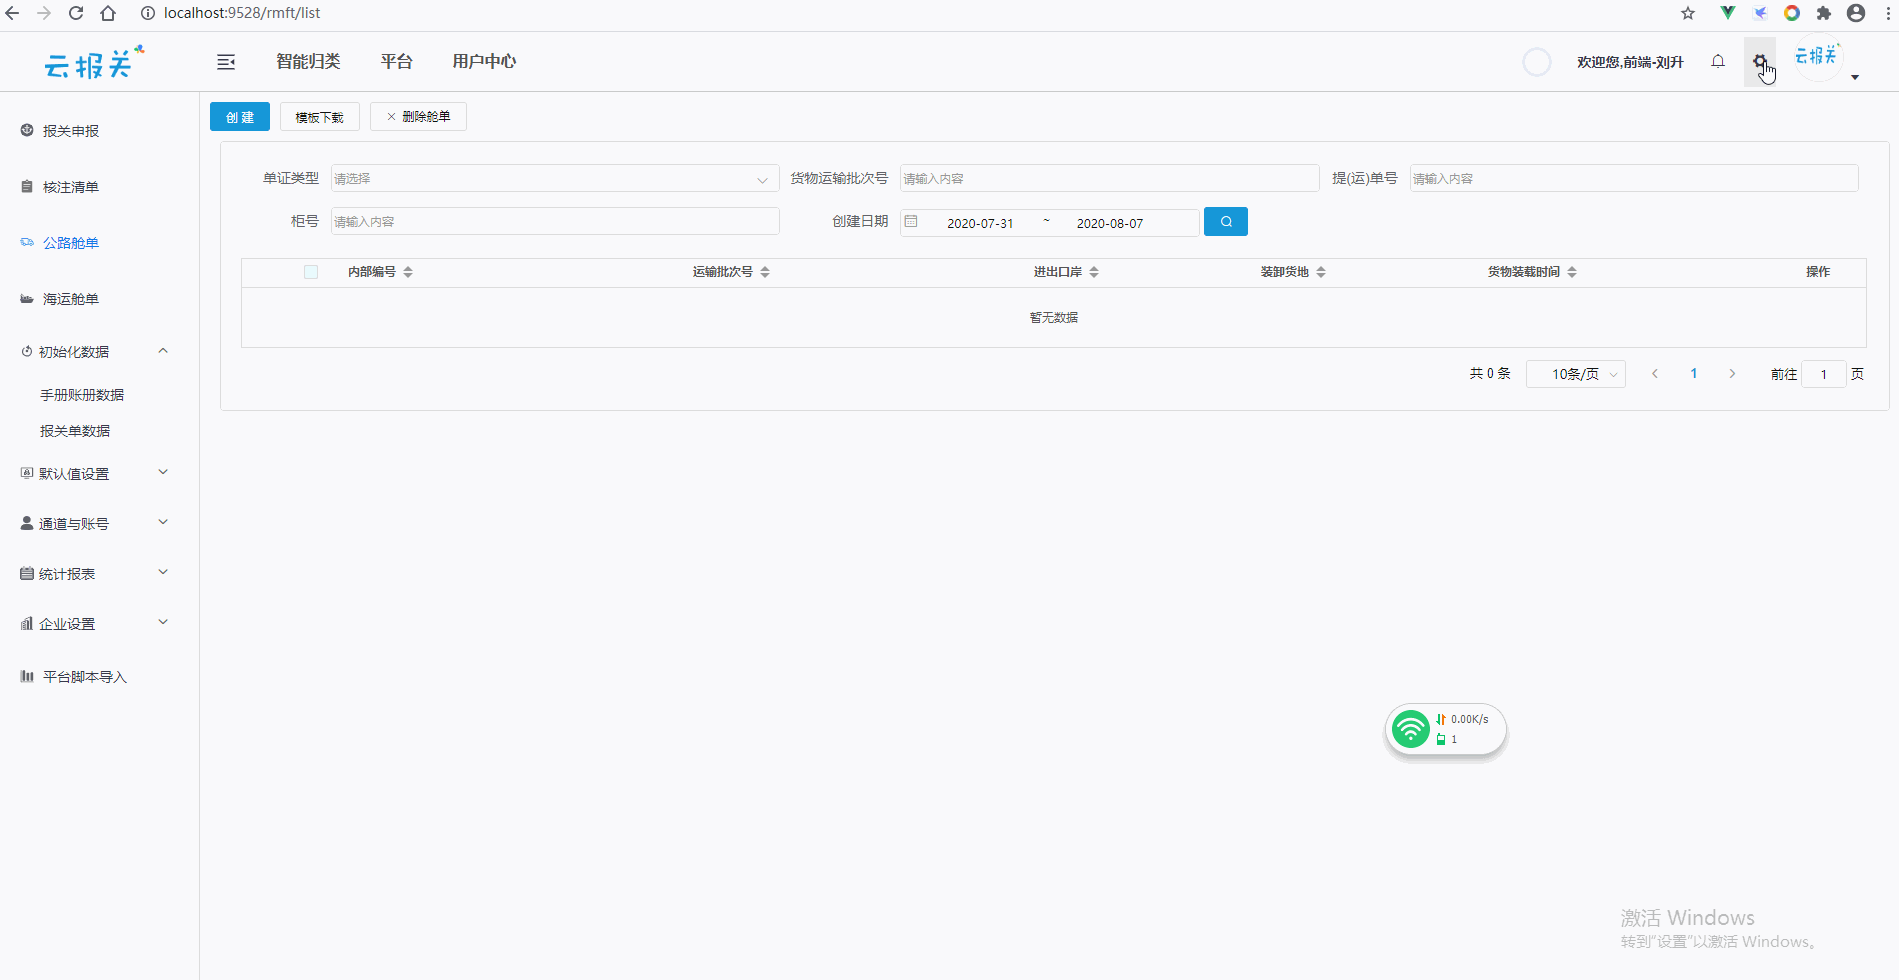 localhost:9528/rmft/list
云报关
智能归类
平台
用户中心
欢迎您,前端-刘升
云报关
报关申报
核注清单
公路舱单
海运舱单
初始化数据
手册账册数据
报关单数据
默认值设置
通道与账号
统计报表
企业设置
平台脚本导入
创 建
模板下载
删除舱单
单证类型
请选择
货物运输批次号
请输入内容
提(运)单号
请输入内容
柜号
请输入内容
创建日期
2020-07-31
~
2020-08-07
内部编号
运输批次号
进出口岸
装卸货地
货物装载时间
操作
暂无数据
共 0 条
10条/页
1
前往
1
页
0.00K/s
1
激活 Windows
转到"设置"以激活 Windows。